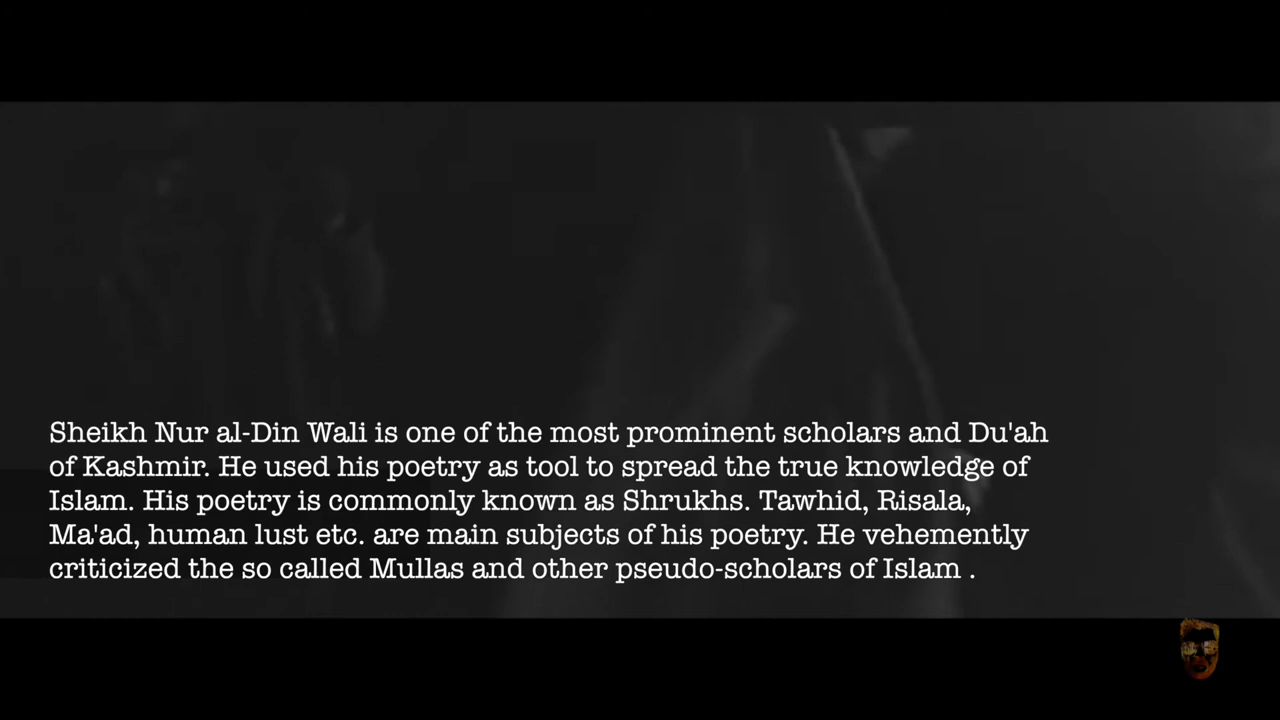 Sheikh Nur al-Din Wali is one of the most prominent scholars and Du'ah
of Kashmir. He used his poetry as tool to spread the true knowledge of
Islam. His poetry is commonly known as Shrukhs. Tawhid, Risala,
Ma'ad, human lust etc. are main subjects of his poetry. He vehemently
criticized the so called Mullas and other pseudo-scholars of Islam .